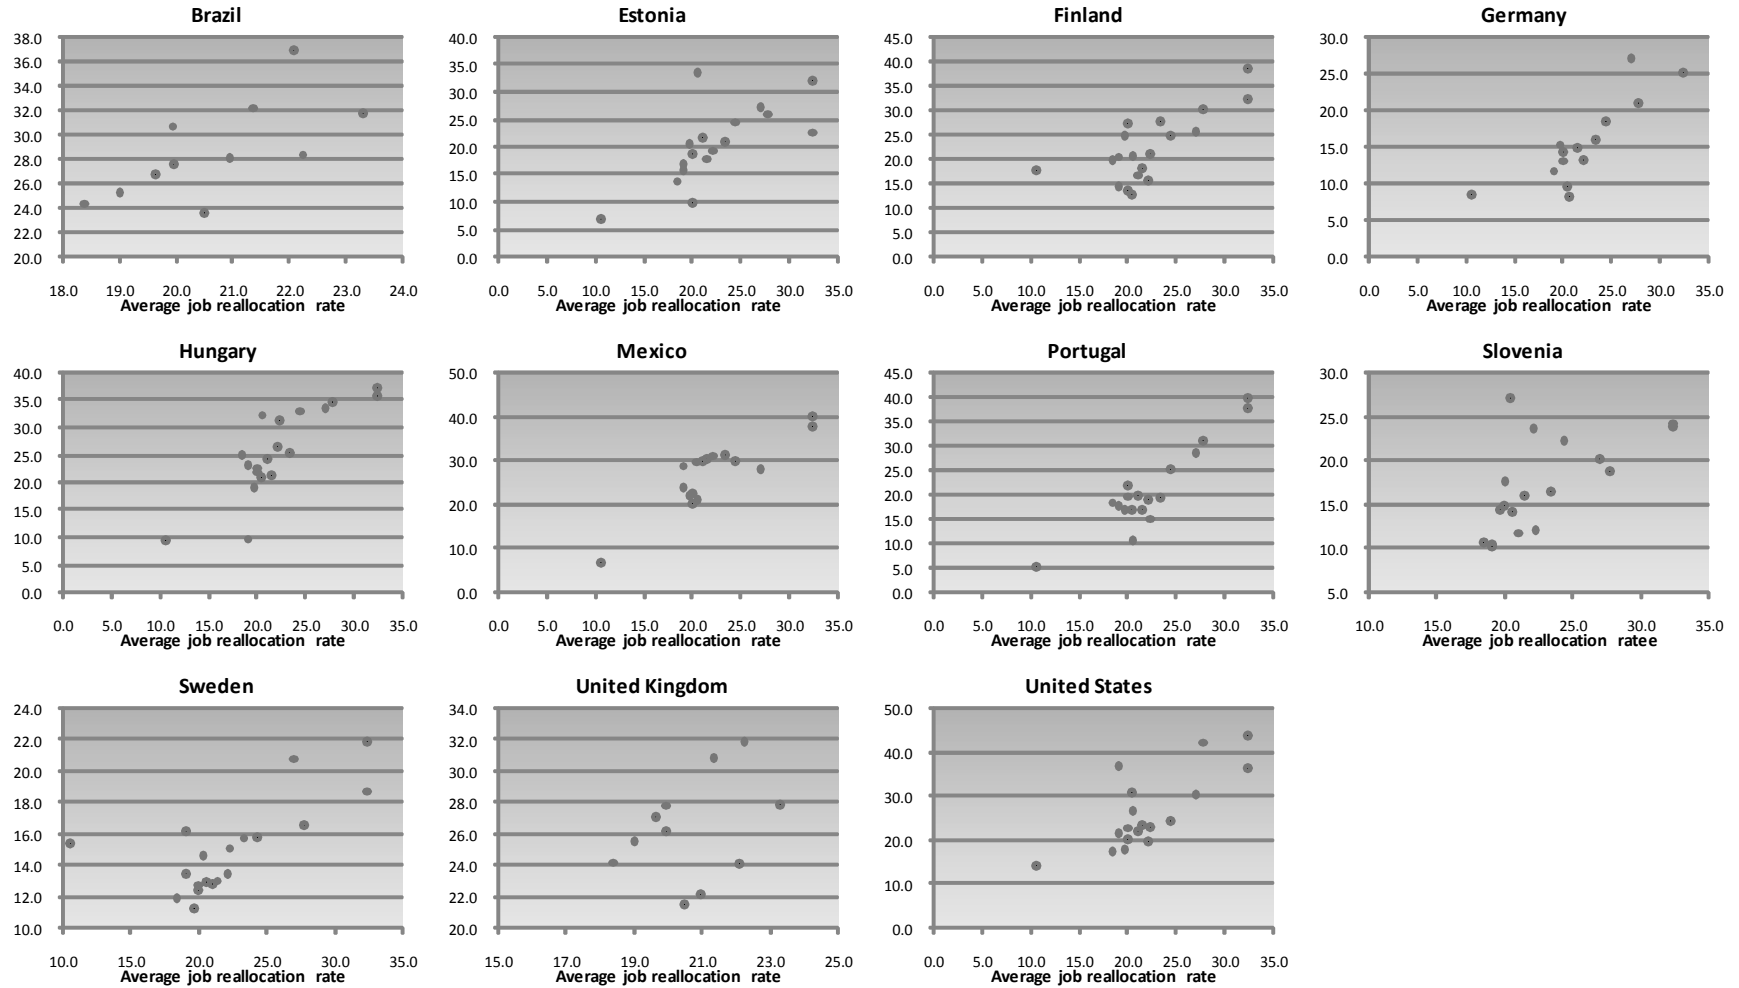 Brazil
38.0
36.0
34.0
32.0
30.0
28.0
26.0
24.0
22.0
20.0
18.0 19.0 20.0 21.0 22.0 23.0 24.0
Average job reallocation rate
Estonia
40.0
35.0
30.0
25.0
20.0
15.0
10.0
5.0
0.0
0.0 5.0 10.0 15.0 20.0 25.0 30.0 35.0
Average job reallocation rate
Finland
45.0
40.0
35.0
30.0
25.0
20.0
15.0
10.0
5.0
0.0
0.0 5.0 10.0 15.0 20.0 25.0 30.0 35.0
Average job reallocation rate
Germany
30.0
25.0
20.0
15.0
10.0
5.0
0.0
0.0 5.0 10.0 15.0 20.0 25.0 30.0 35.0
Average job reallocation rate
Hungary
40.0
35.0
30.0
25.0
20.0
15.0
10.0
5.0
0.0
0.0 5.0 10.0 15.0 20.0 25.0 30.0 35.0
Average job reallocation rate
Mexico
50.0
40.0
30.0
20.0
10.0
0.0
0.0 5.0 10.0 15.0 20.0 25.0 30.0 35.0
Average job reallocation rate
Portugal
45.0
40.0
35.0
30.0
25.0
20.0
15.0
10.0
5.0
0.0
0.0 5.0 10.0 15.0 20.0 25.0 30.0 35.0
Average job reallocation rate
Slovenia
30.0
25.0
20.0
15.0
10.0
5.0
10.0 15.0 20.0 25.0 30.0 35.0
Average job reallocation ratee
Sweden
24.0
22.0
20.0
18.0
16.0
14.0
12.0
10.0
10.0 15.0 20.0 25.0 30.0 35.0
Average job reallocation rate
United Kingdom
34.0
32.0
30.0
28.0
26.0
24.0
22.0
20.0
15.0 17.0 19.0 21.0 23.0 25.0
Average job reallocation rate
United States
50.0
40.0
30.0
20.0
10.0
0.0
0.0 5.0 10.0 15.0 20.0 25.0 30.0 35.0
Average job reallocation rate